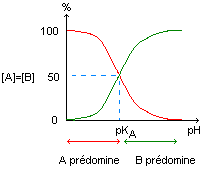 %
100
[A]=[B] 50
0
pKA pH
A prédomine B prédomine